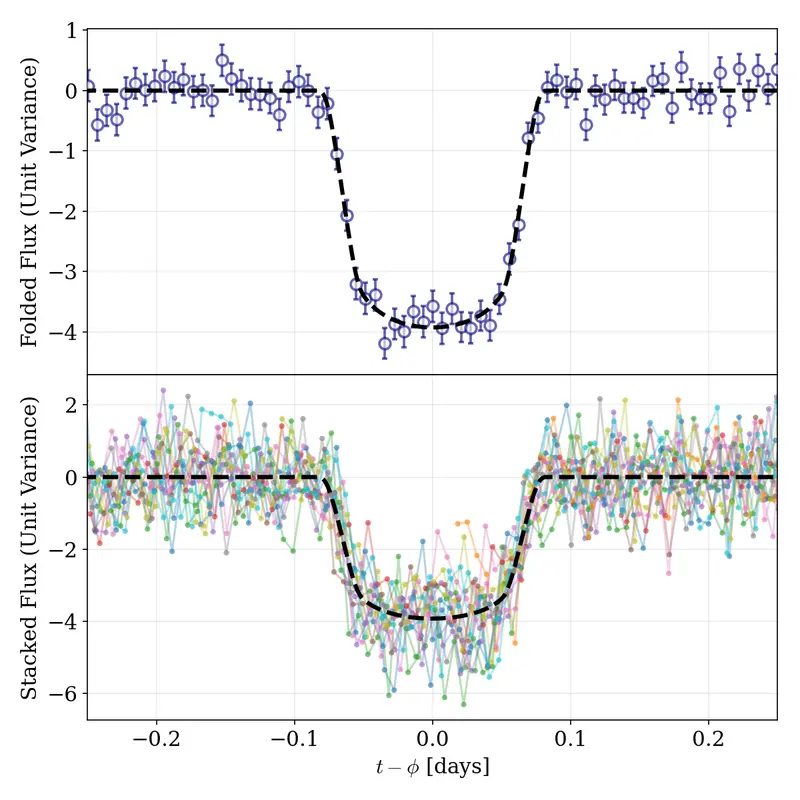 Folded Flux (Unit Variance)
1
0
−1
−2
−3
−4
Stacked Flux (Unit Variance)
2
0
−2
−4
−6
−0.2 −0.1 0.0 0.1 0.2
t − ϕ [days]